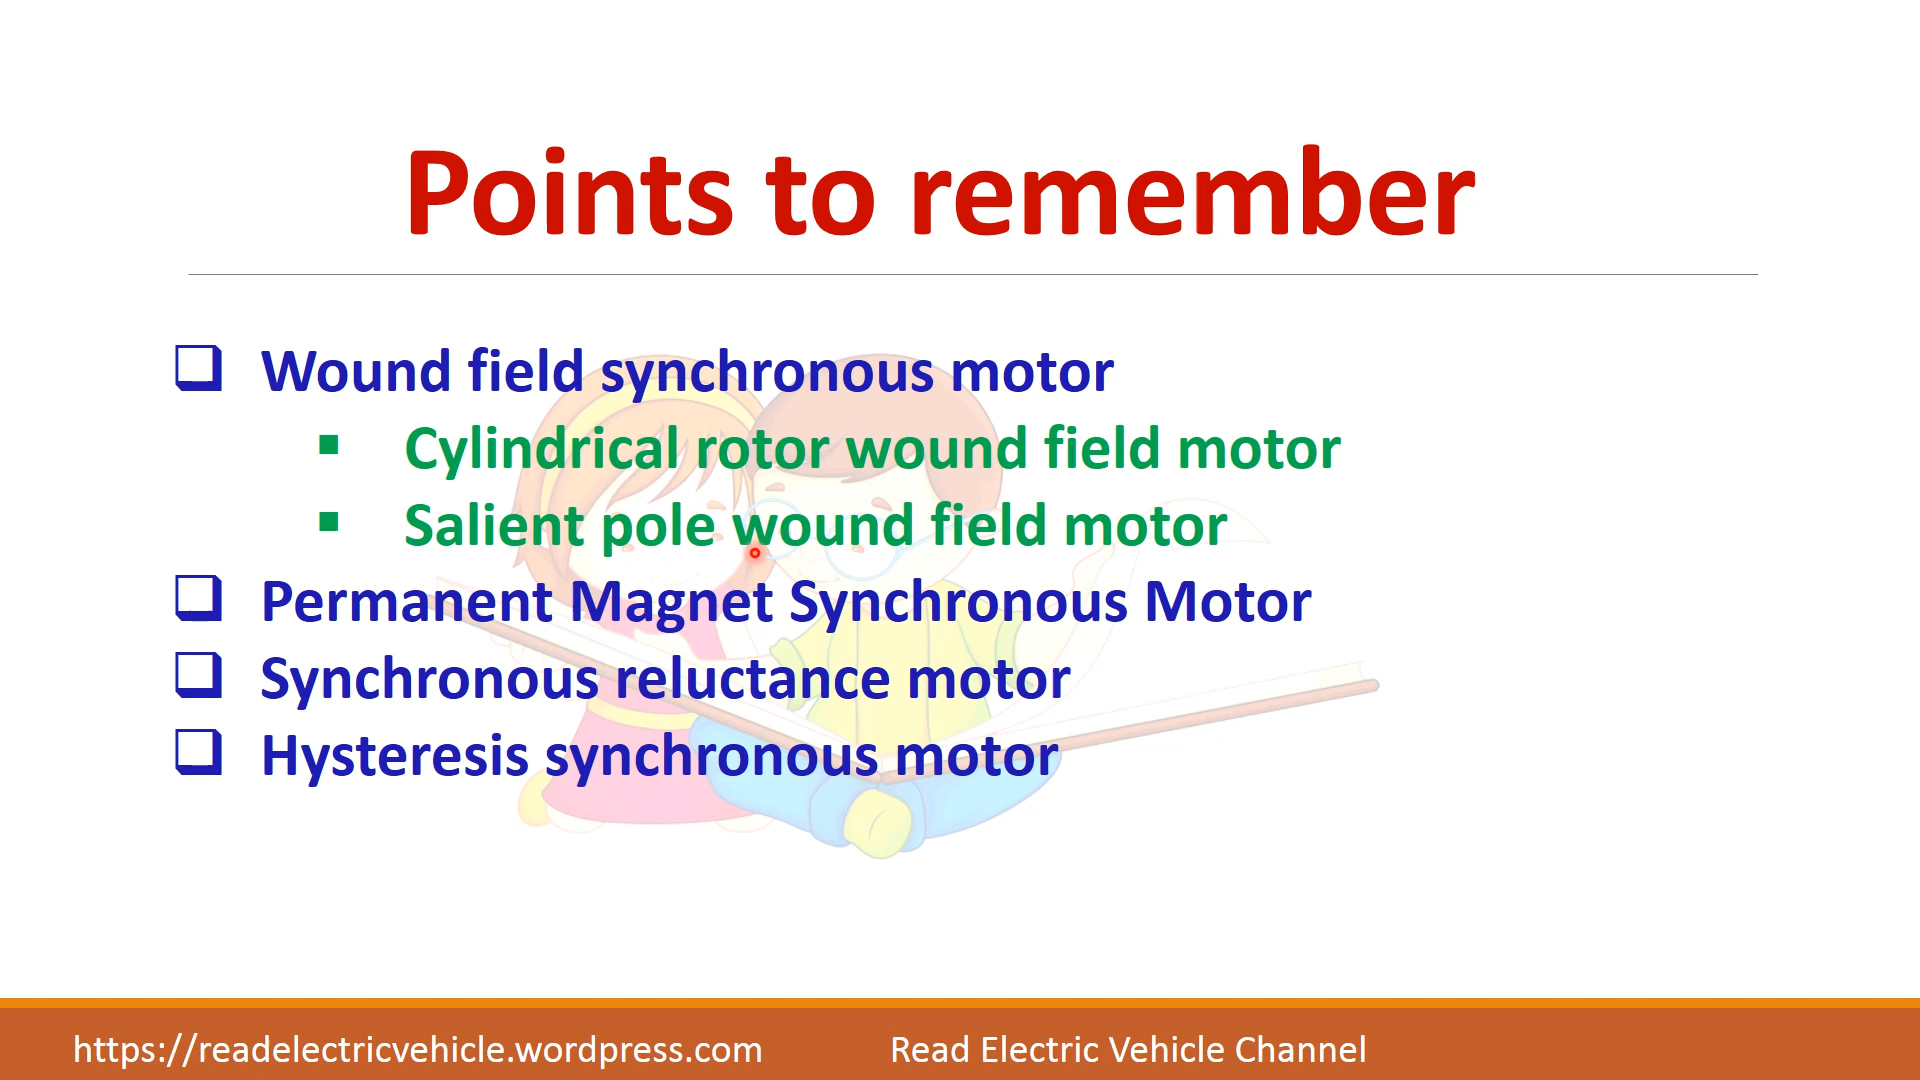 Points to remember
Wound field synchronous motor
Cylindrical rotor wound field motor
Salient pole wound field motor
Permanent Magnet Synchronous Motor
Synchronous reluctance motor
Hysteresis synchronous motor
https://readelectricvehicle.wordpress.com
Read Electric Vehicle Channel